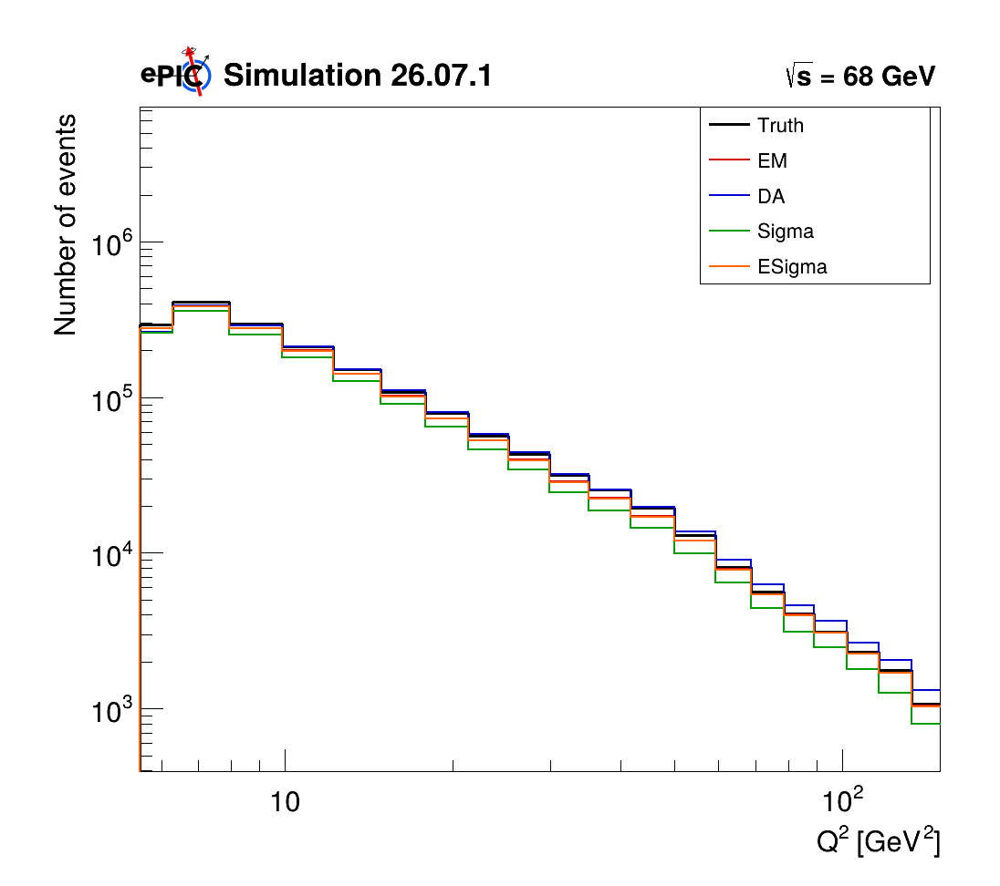 ePIC Simulation 26.07.1
√s = 68 GeV
Number of events
Truth
EM
DA
Sigma
ESigma
10⁶
10⁵
10⁴
10³
10
10²
Q² [GeV²]